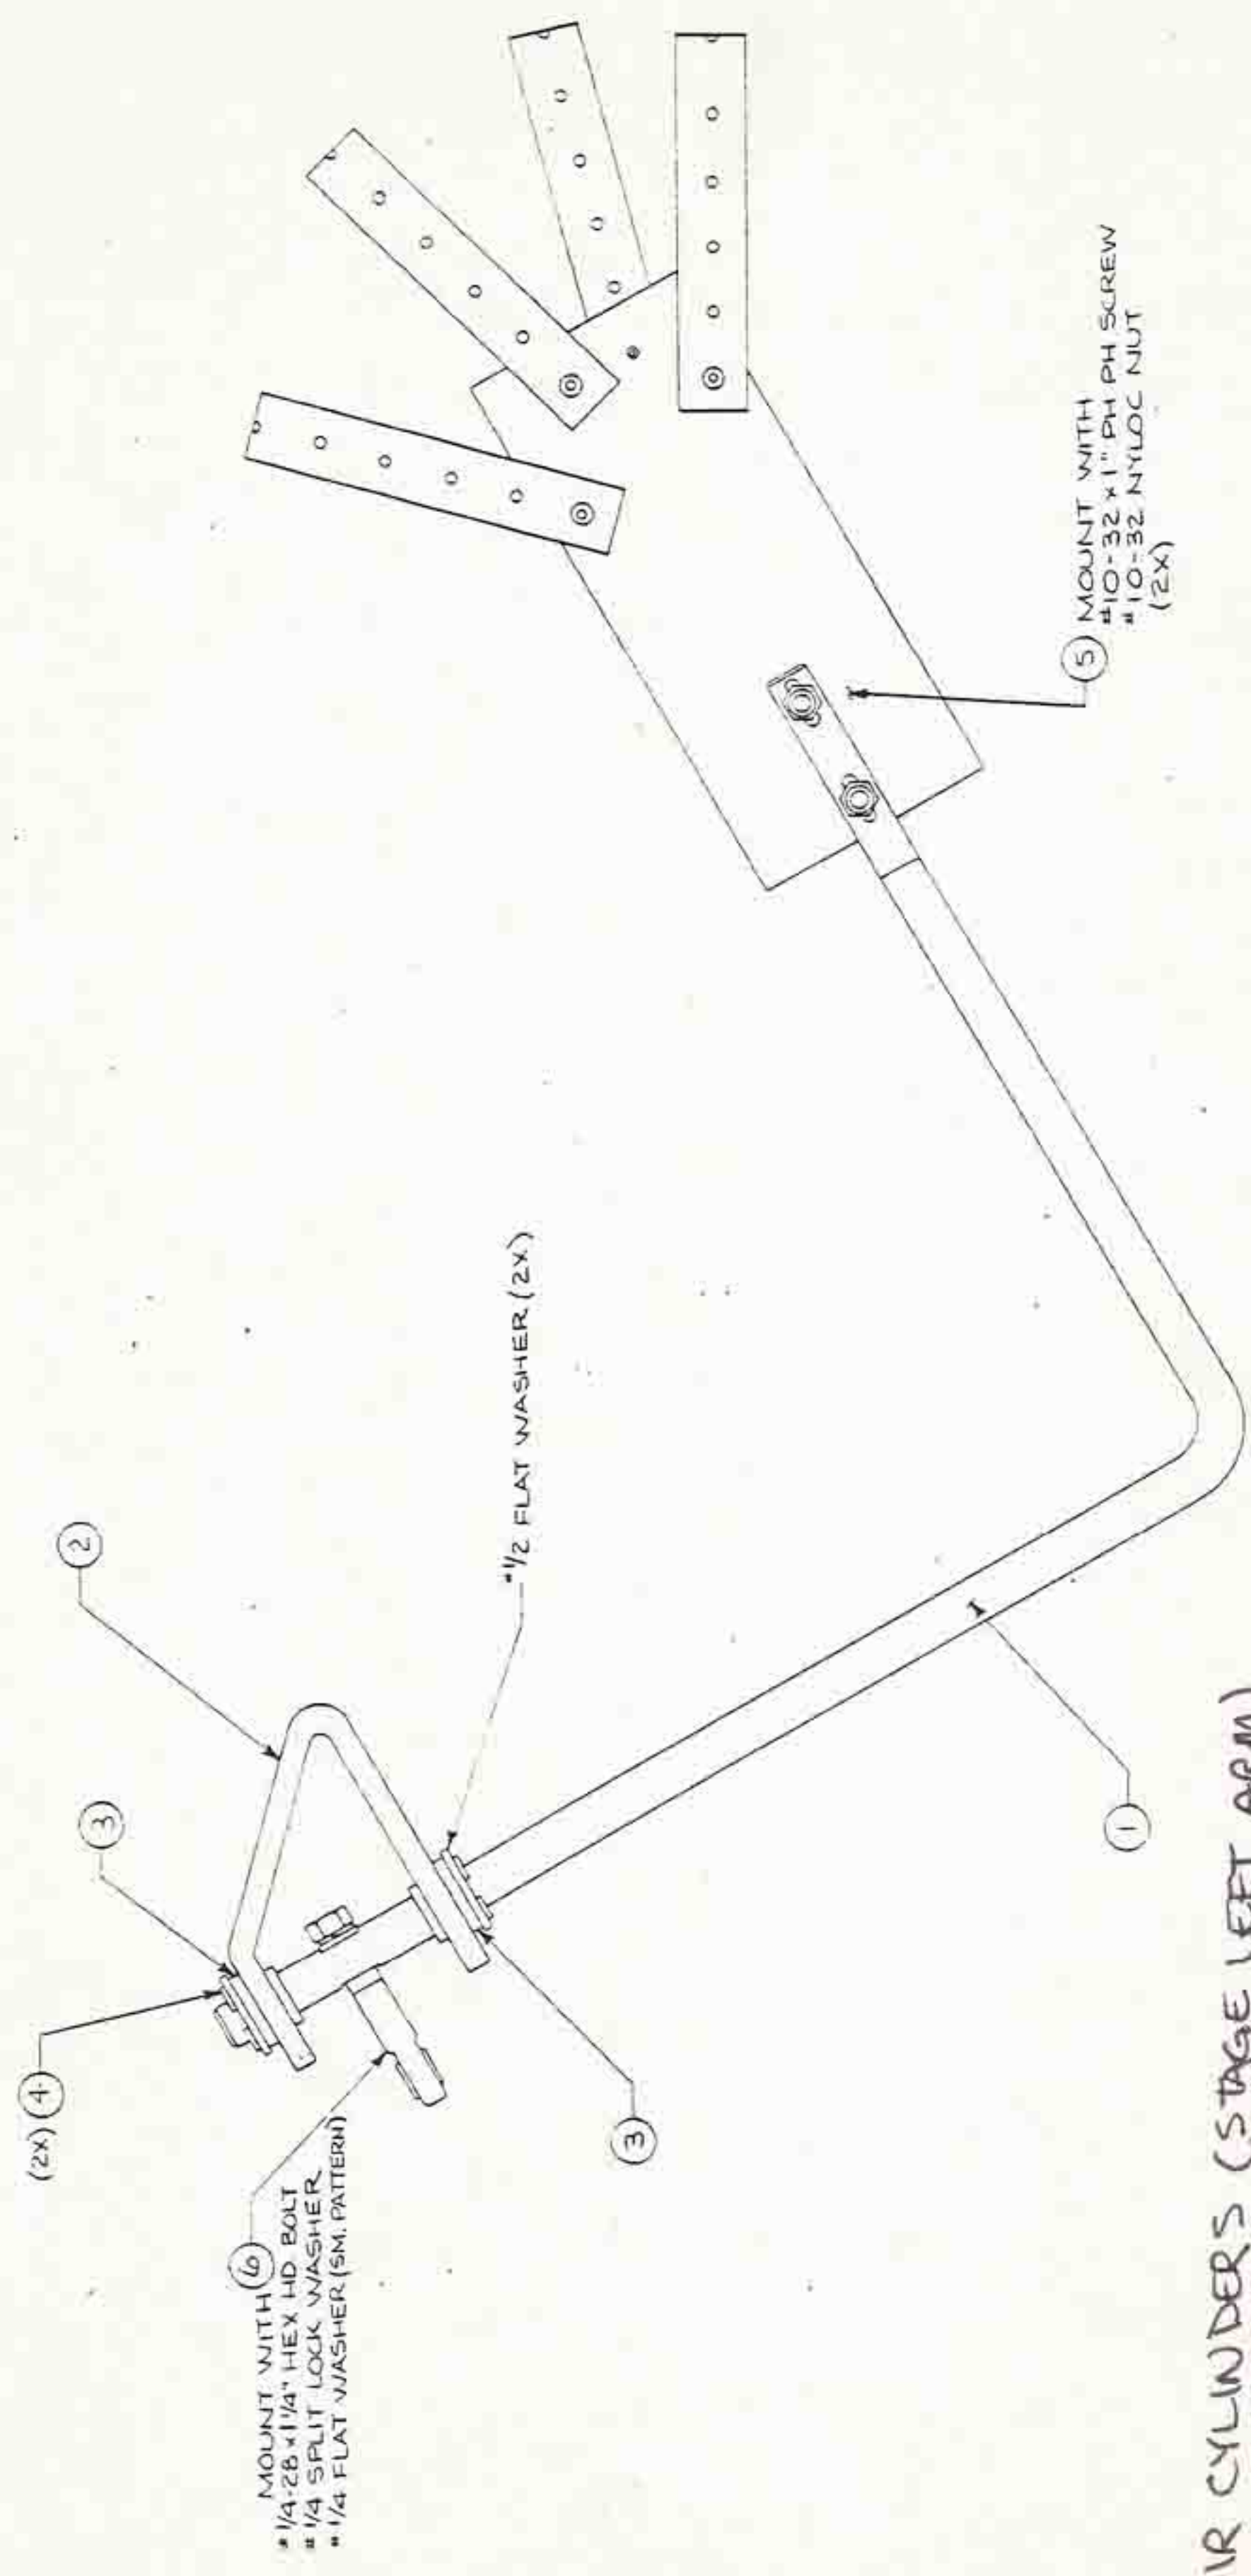 (2X) 4
3
2
MOUNT WITH 6
#1/4-28 x 1 1/4" HEX HD BOLT
#1/4 SPLIT LOCK WASHER
#1/4 FLAT WASHER (SM. PATTERN)
#1/2 FLAT WASHER (2X)
3
1
5 MOUNT WITH
#10-32 x 1" PH PH SCREW
#10-32 NYLOC NUT
(2X)
CYLINDERS (STAGE LEFT ARM)